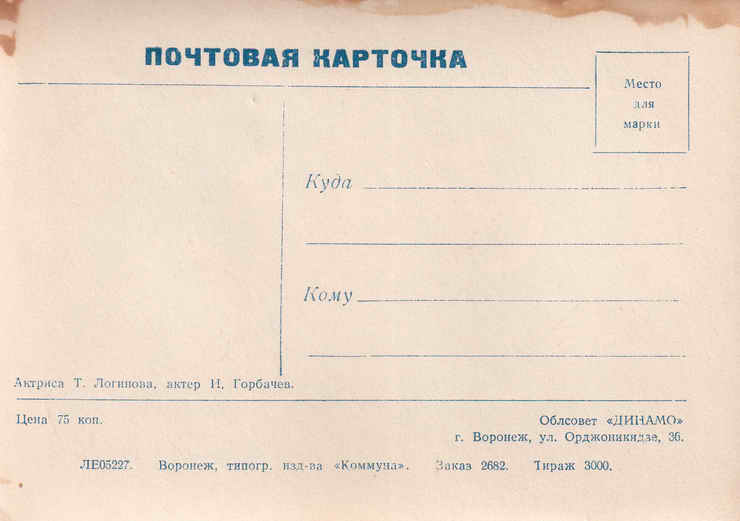 ПОЧТОВАЯ КАРТОЧКА
Место
для
марки
Куда
Кому
Актриса Т. Логинова, актер И. Горбачев.
Цена 75 коп.
Облсовет «ДИНАМО»
г. Воронеж, ул. Орджоникидзе, 36.
ЛЕ05227. Воронеж, типогр. изд-ва «Коммуна». Заказ 2682. Тираж 3000.